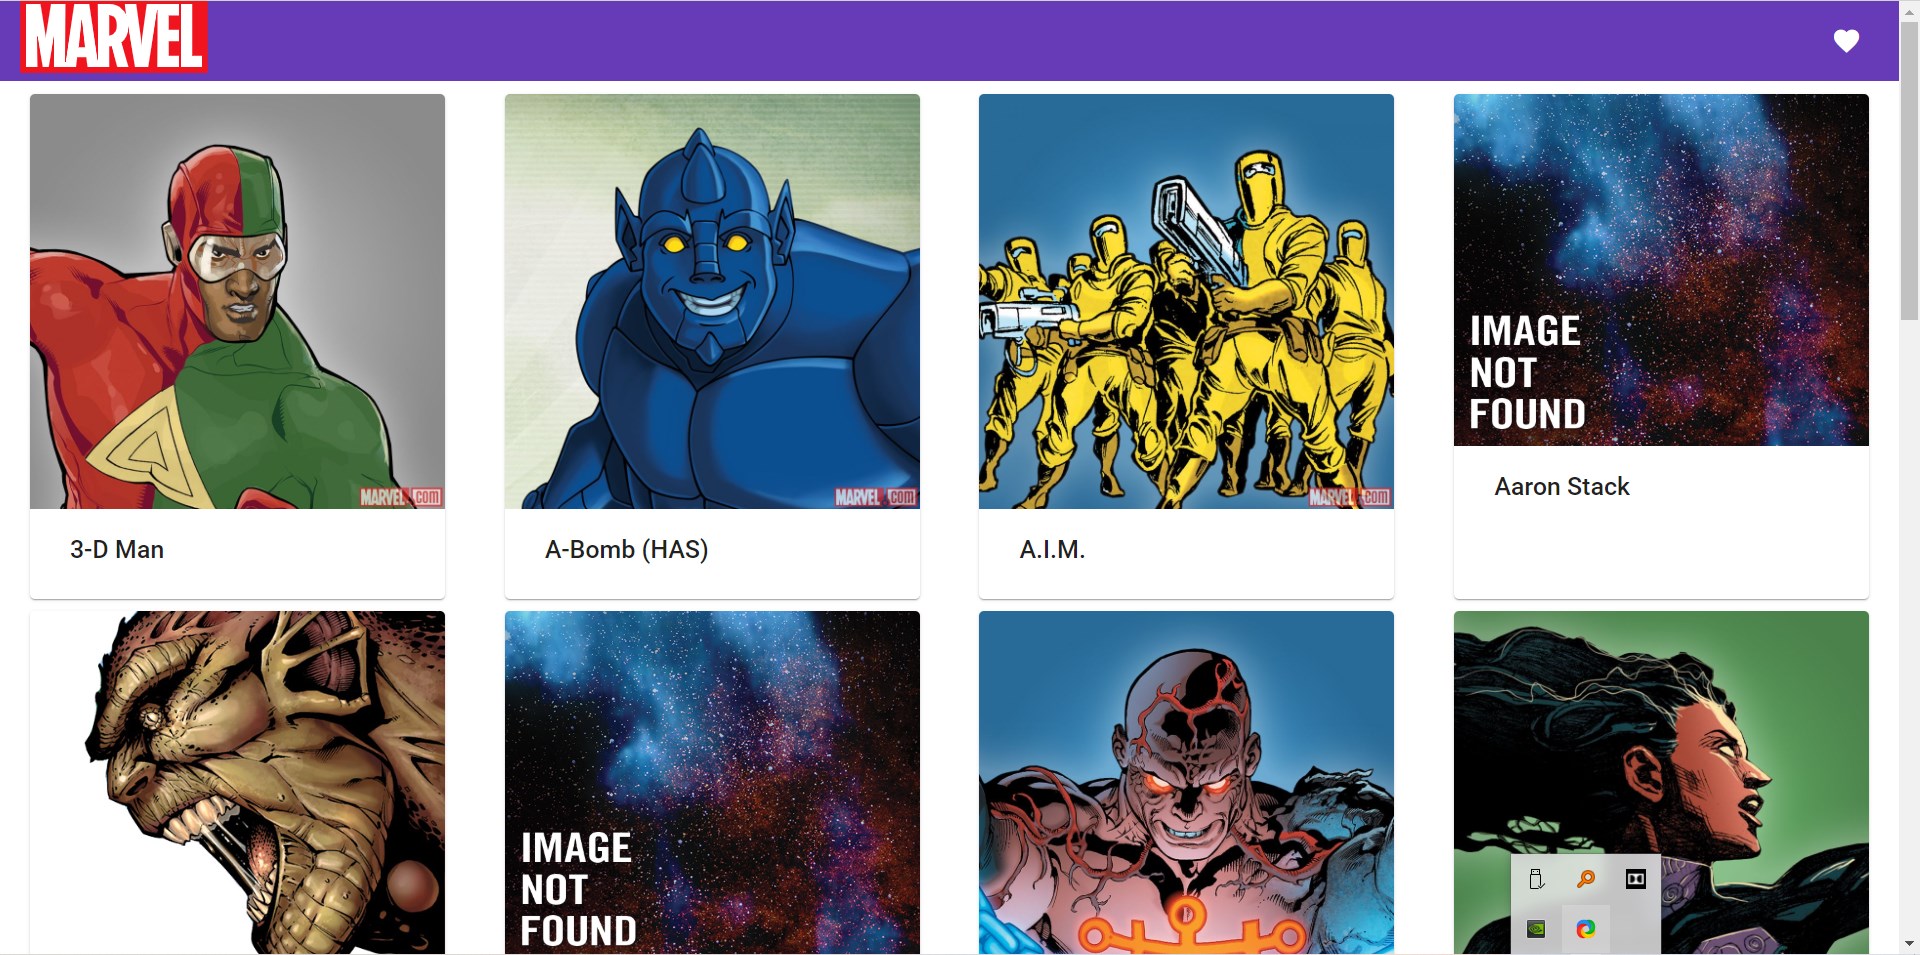 MARVEL
MARVEL.com
MARVEL.com
MARVEL.com
IMAGE
NOT
FOUND
3-D Man
A-Bomb (HAS)
A.I.M.
Aaron Stack
IMAGE
NOT
FOUND